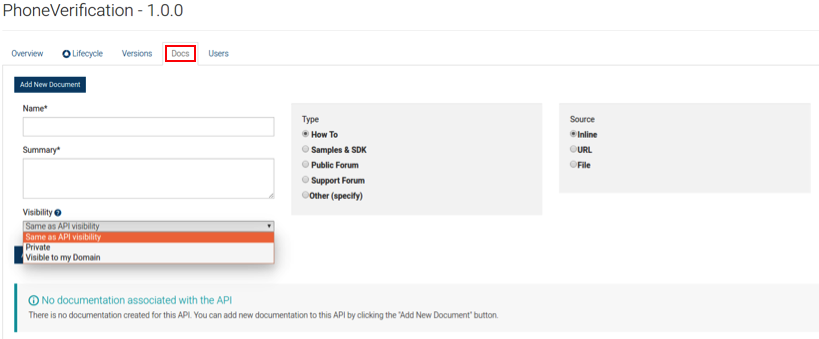 PhoneVerification - 1.0.0
Overview Lifecycle Versions Docs Users
Add New Document
Name*
Summary*
Visibility
Same as API visibility
Same as API visibility
Private
Visible to my Domain
Type
How To
Samples & SDK
Public Forum
Support Forum
Other (specify)
Source
Inline
URL
File
No documentation associated with the API
There is no documentation created for this API. You can add new documentation to this API by clicking the "Add New Document" button.